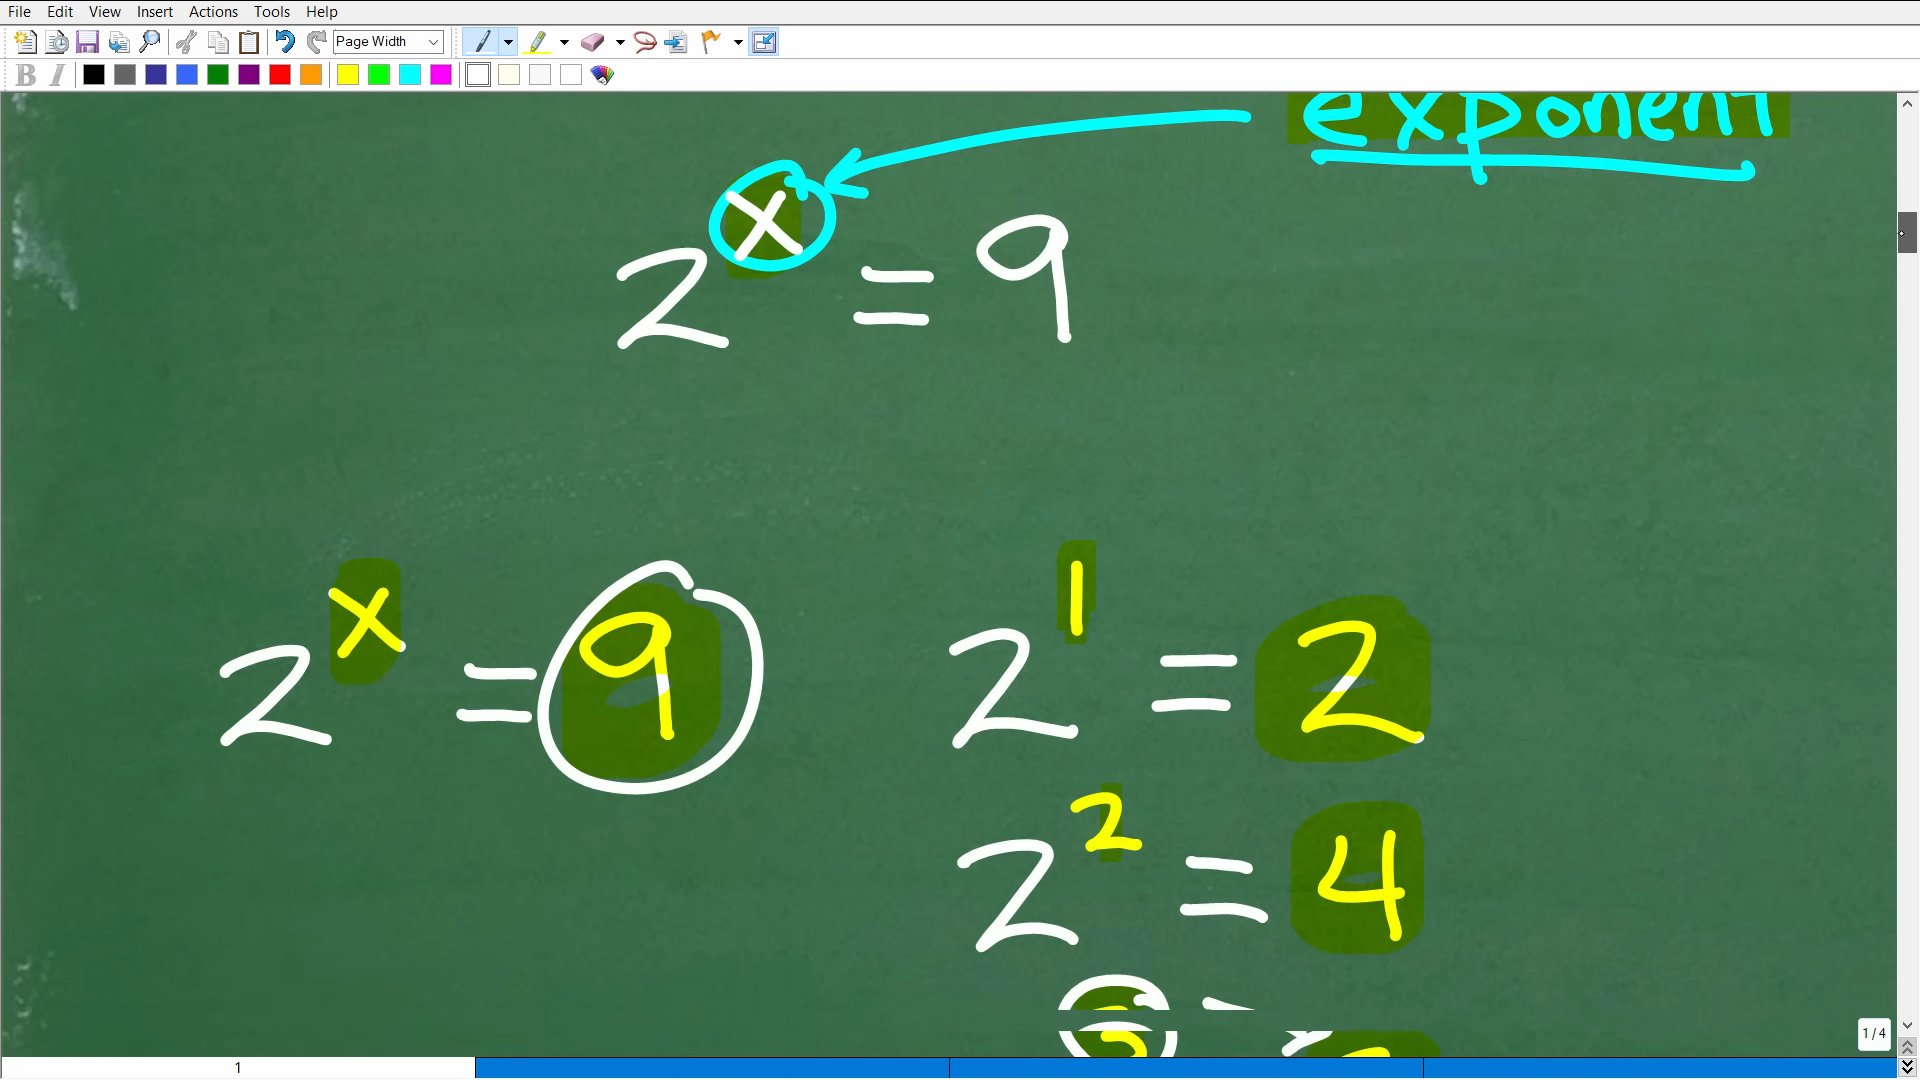 File Edit View Insert Actions Tools Help
Page Width
B I
exponent
2^x = 9
2^x = 9
2^1 = 2
2^2 = 4
1 / 4
1